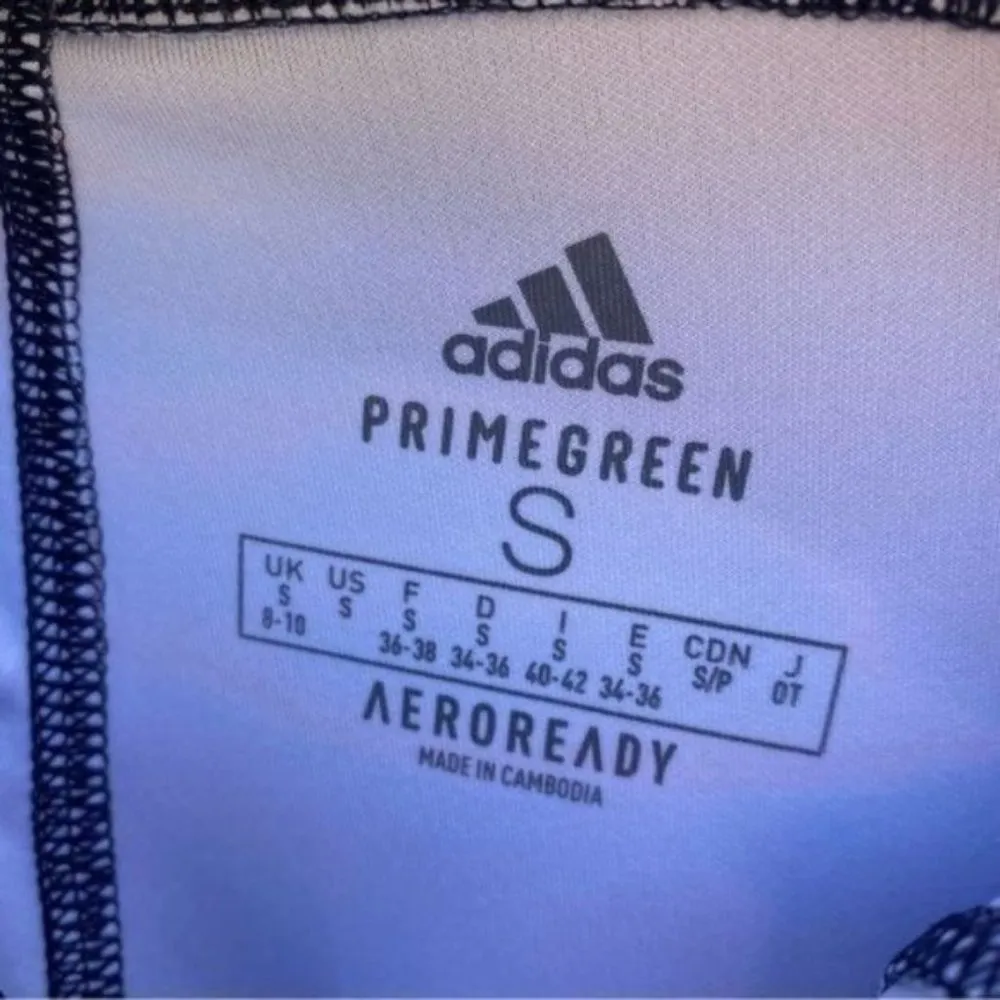 adidas
PRIMEGREEN
S
UK US F D I E CDN J
S S S S S S S/P OT
8-10 36-38 34-36 40-42 34-36
AEROREADY
MADE IN CAMBODIA